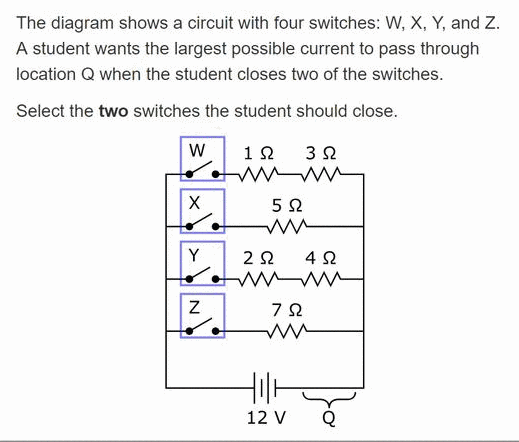 The diagram shows a circuit with four switches: W, X, Y, and Z.
A student wants the largest possible current to pass through
location Q when the student closes two of the switches.
Select the two switches the student should close.
W 1 Ω 3 Ω
X 5 Ω
Y 2 Ω 4 Ω
Z 7 Ω
12 V Q